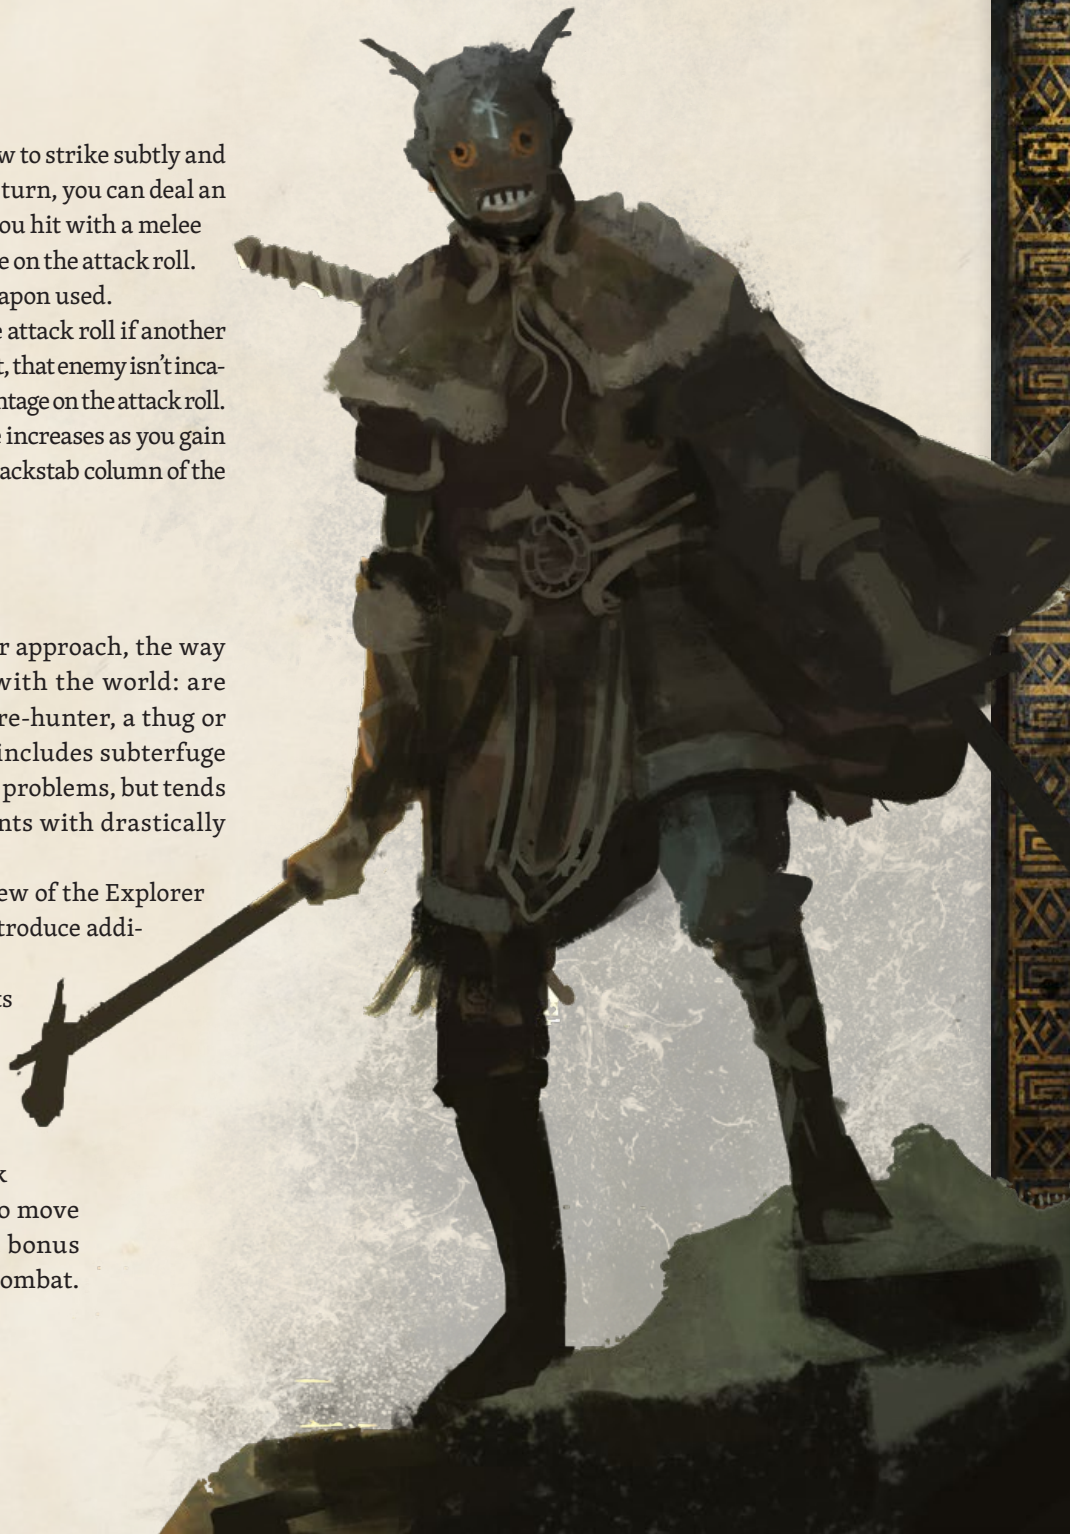 to strike subtly and
turn, you can deal an
ou hit with a melee
e on the attack roll.
apon used.
e attack roll if another
t, that enemy isn’t inca-
ntage on the attack roll.
e increases as you gain
ackstab column of the
r approach, the way
with the world: are
re-hunter, a thug or
includes subterfuge
problems, but tends
nts with drastically
ew of the Explorer
troduce addi-
ts
k
o move
bonus
ombat.